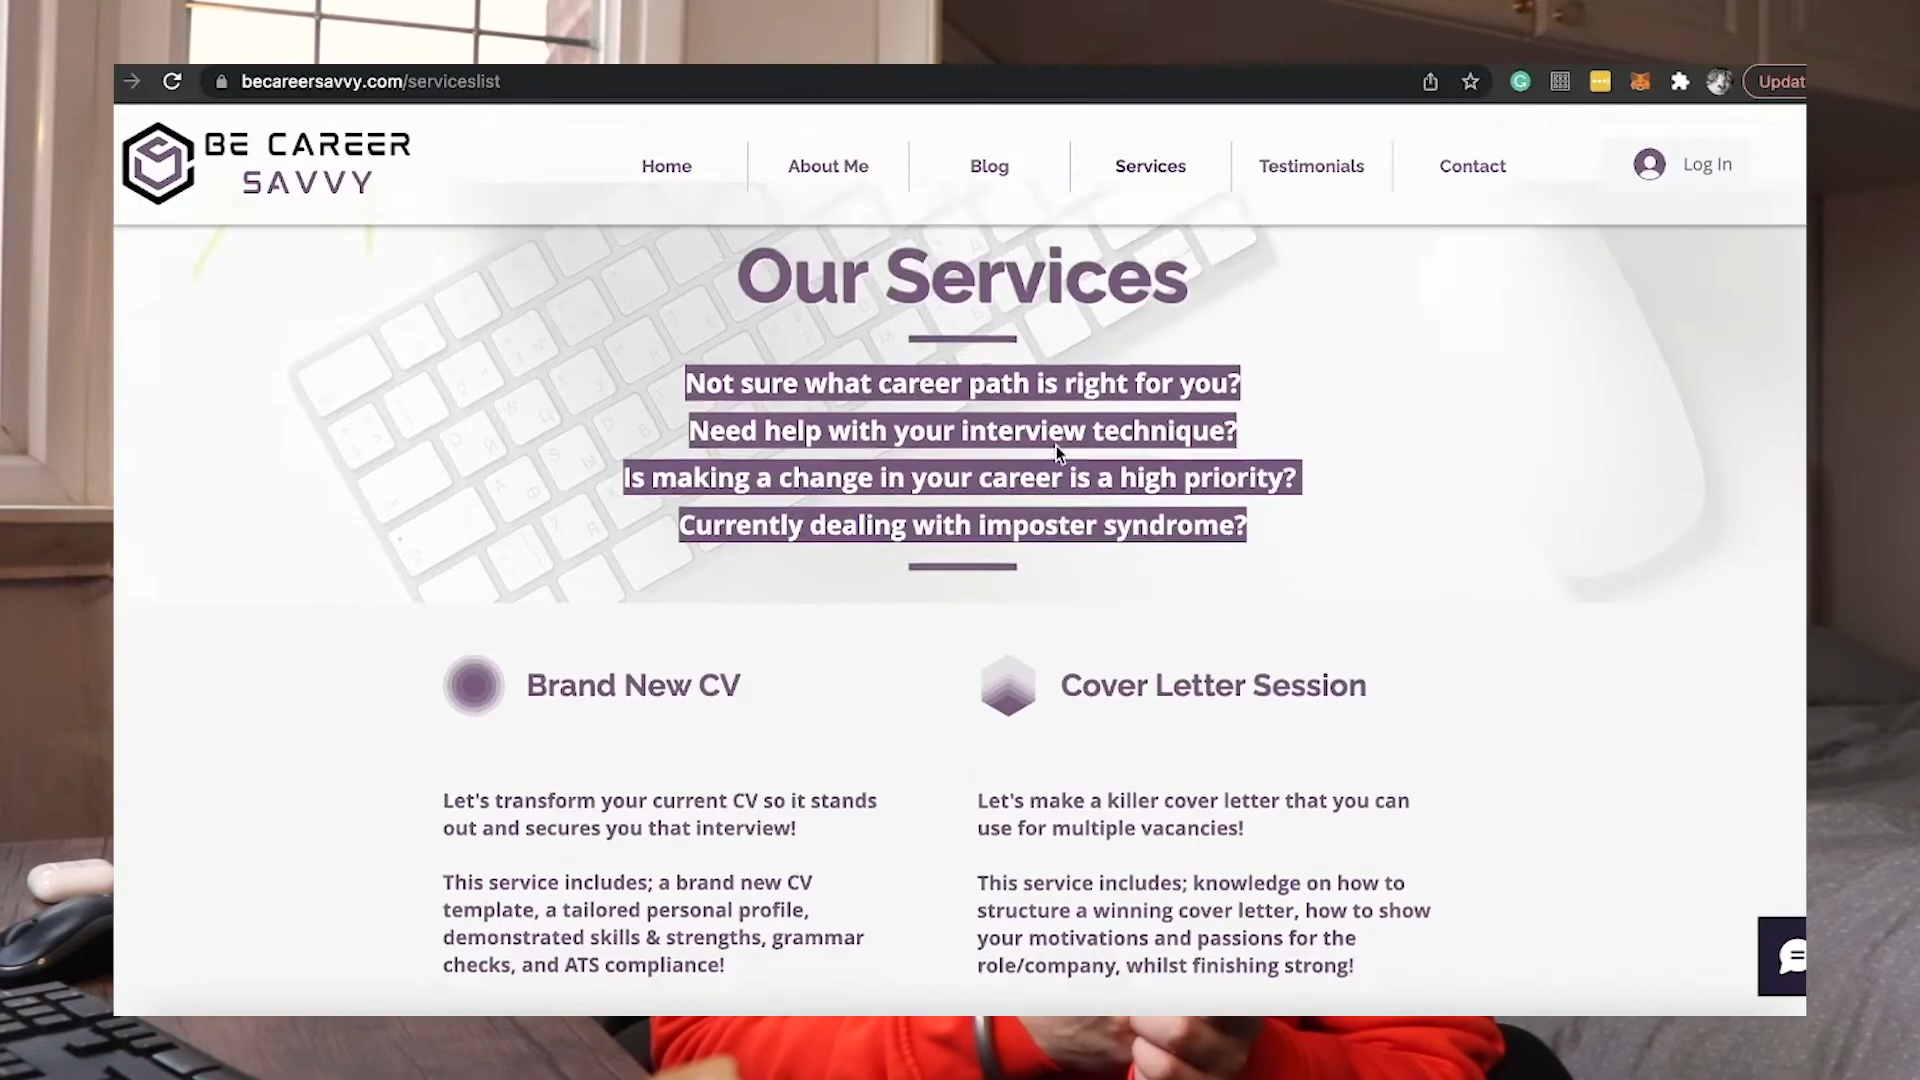 becareersavvy.com/serviceslist
Updat
BE CAREER
SAVVY
Home
About Me
Blog
Services
Testimonials
Contact
Log In
Our Services
Not sure what career path is right for you?
Need help with your interview technique?
Is making a change in your career is a high priority?
Currently dealing with imposter syndrome?
Brand New CV
Let's transform your current CV so it stands
out and secures you that interview!
This service includes; a brand new CV
template, a tailored personal profile,
demonstrated skills & strengths, grammar
checks, and ATS compliance!
Cover Letter Session
Let's make a killer cover letter that you can
use for multiple vacancies!
This service includes; knowledge on how to
structure a winning cover letter, how to show
your motivations and passions for the
role/company, whilst finishing strong!